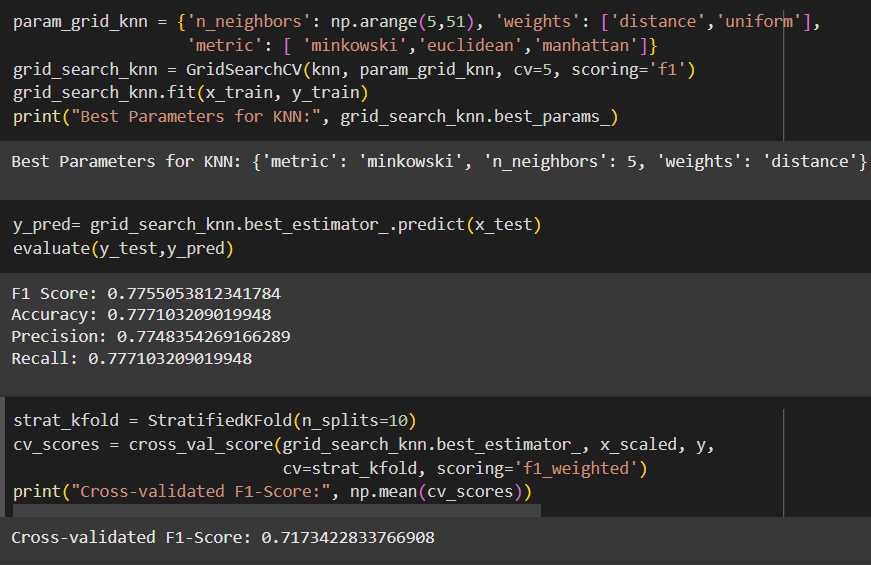 param_grid_knn = {'n_neighbors': np.arange(5,51), 'weights': ['distance','uniform'],
'metric': [ 'minkowski','euclidean','manhattan']}
grid_search_knn = GridSearchCV(knn, param_grid_knn, cv=5, scoring='f1')
grid_search_knn.fit(x_train, y_train)
print("Best Parameters for KNN:", grid_search_knn.best_params_)
Best Parameters for KNN: {'metric': 'minkowski', 'n_neighbors': 5, 'weights': 'distance'}
y_pred= grid_search_knn.best_estimator_.predict(x_test)
evaluate(y_test,y_pred)
F1 Score: 0.7755053812341784
Accuracy: 0.777103209019948
Precision: 0.7748354269166289
Recall: 0.777103209019948
strat_kfold = StratifiedKFold(n_splits=10)
cv_scores = cross_val_score(grid_search_knn.best_estimator_, x_scaled, y,
cv=strat_kfold, scoring='f1_weighted')
print("Cross-validated F1-Score:", np.mean(cv_scores))
Cross-validated F1-Score: 0.7173422833766908